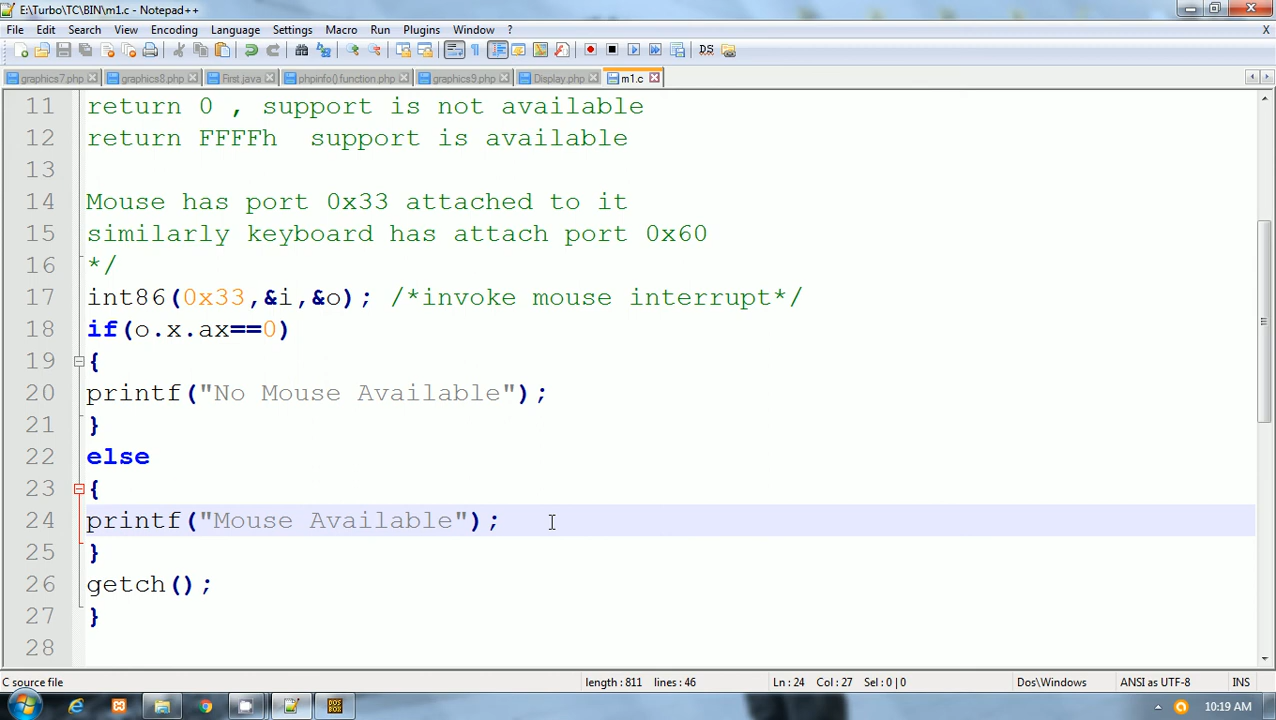 E:\Turbo\TC\BIN\m1.c - Notepad++
File Edit Search View Encoding Language Settings Macro Run Plugins Window ? X
graphics7.php graphics8.php First.java phpinfo() function.php graphics9.php Display.php m1.c
11 return 0 , support is not available
12 return FFFFh  support is available
13
14 Mouse has port 0x33 attached to it
15 similarly keyboard has attach port 0x60
16 */
17 int86(0x33,&i,&o); /*invoke mouse interrupt*/
18 if(o.x.ax==0)
19 {
20 printf("No Mouse Available");
21 }
22 else
23 {
24 printf("Mouse Available");
25 }
26 getch();
27 }
28
C source file length : 811 lines : 46 Ln : 24 Col : 27 Sel : 0 | 0 Dos\Windows ANSI as UTF-8 INS
DOS BOX 10:19 AM